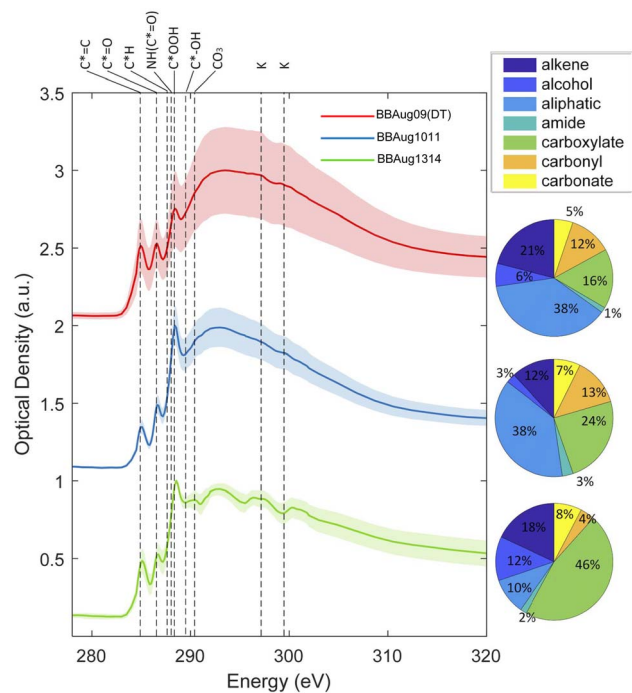 C*=C
C*=O
C*H
NH(C*=O)
C*OOH
C*-OH
CO₃
K
K
3.5
3
2.5
2
1.5
1
0.5
Optical Density (a.u.)
BBAug09(DT)
BBAug1011
BBAug1314
280
290
300
310
320
Energy (eV)
alkene
alcohol
aliphatic
amide
carboxylate
carbonyl
carbonate
5%
21%
12%
6%
16%
38%
1%
3%
12%
7%
13%
38%
24%
3%
8%
4%
18%
12%
46%
10%
2%